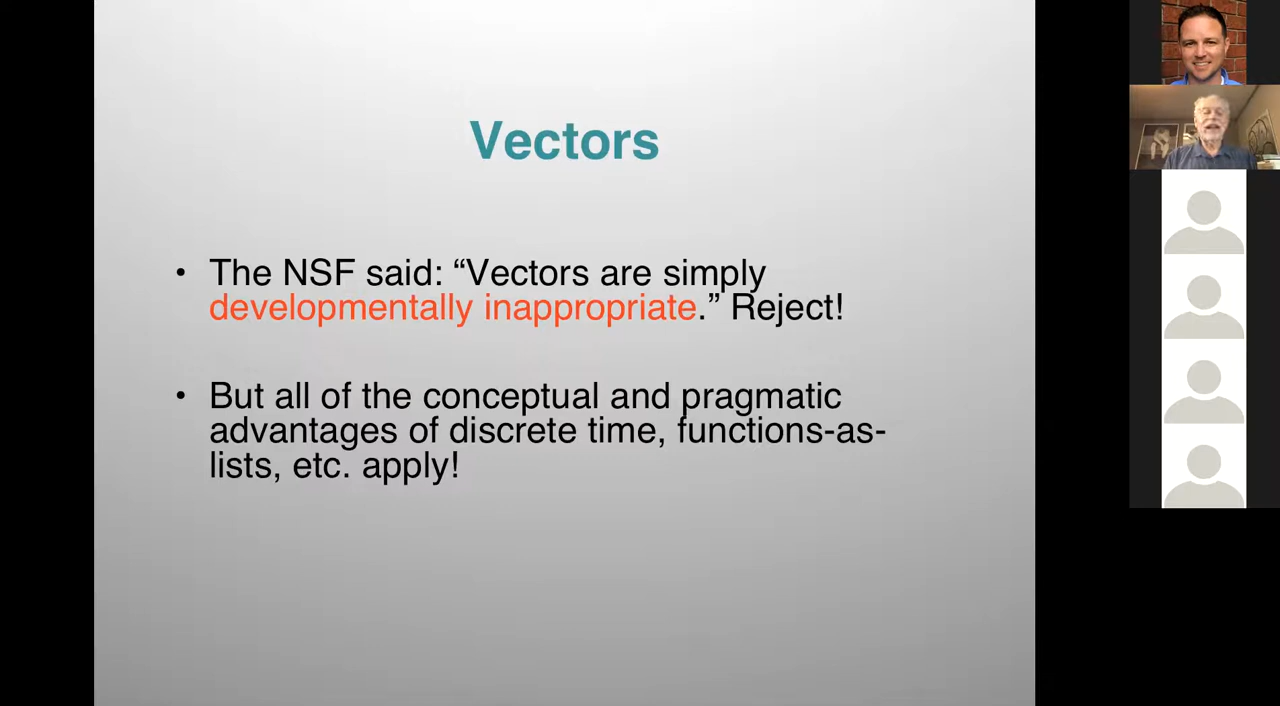 Vectors
• The NSF said: “Vectors are simply
developmentally inappropriate.” Reject!
• But all of the conceptual and pragmatic
advantages of discrete time, functions-as-
lists, etc. apply!